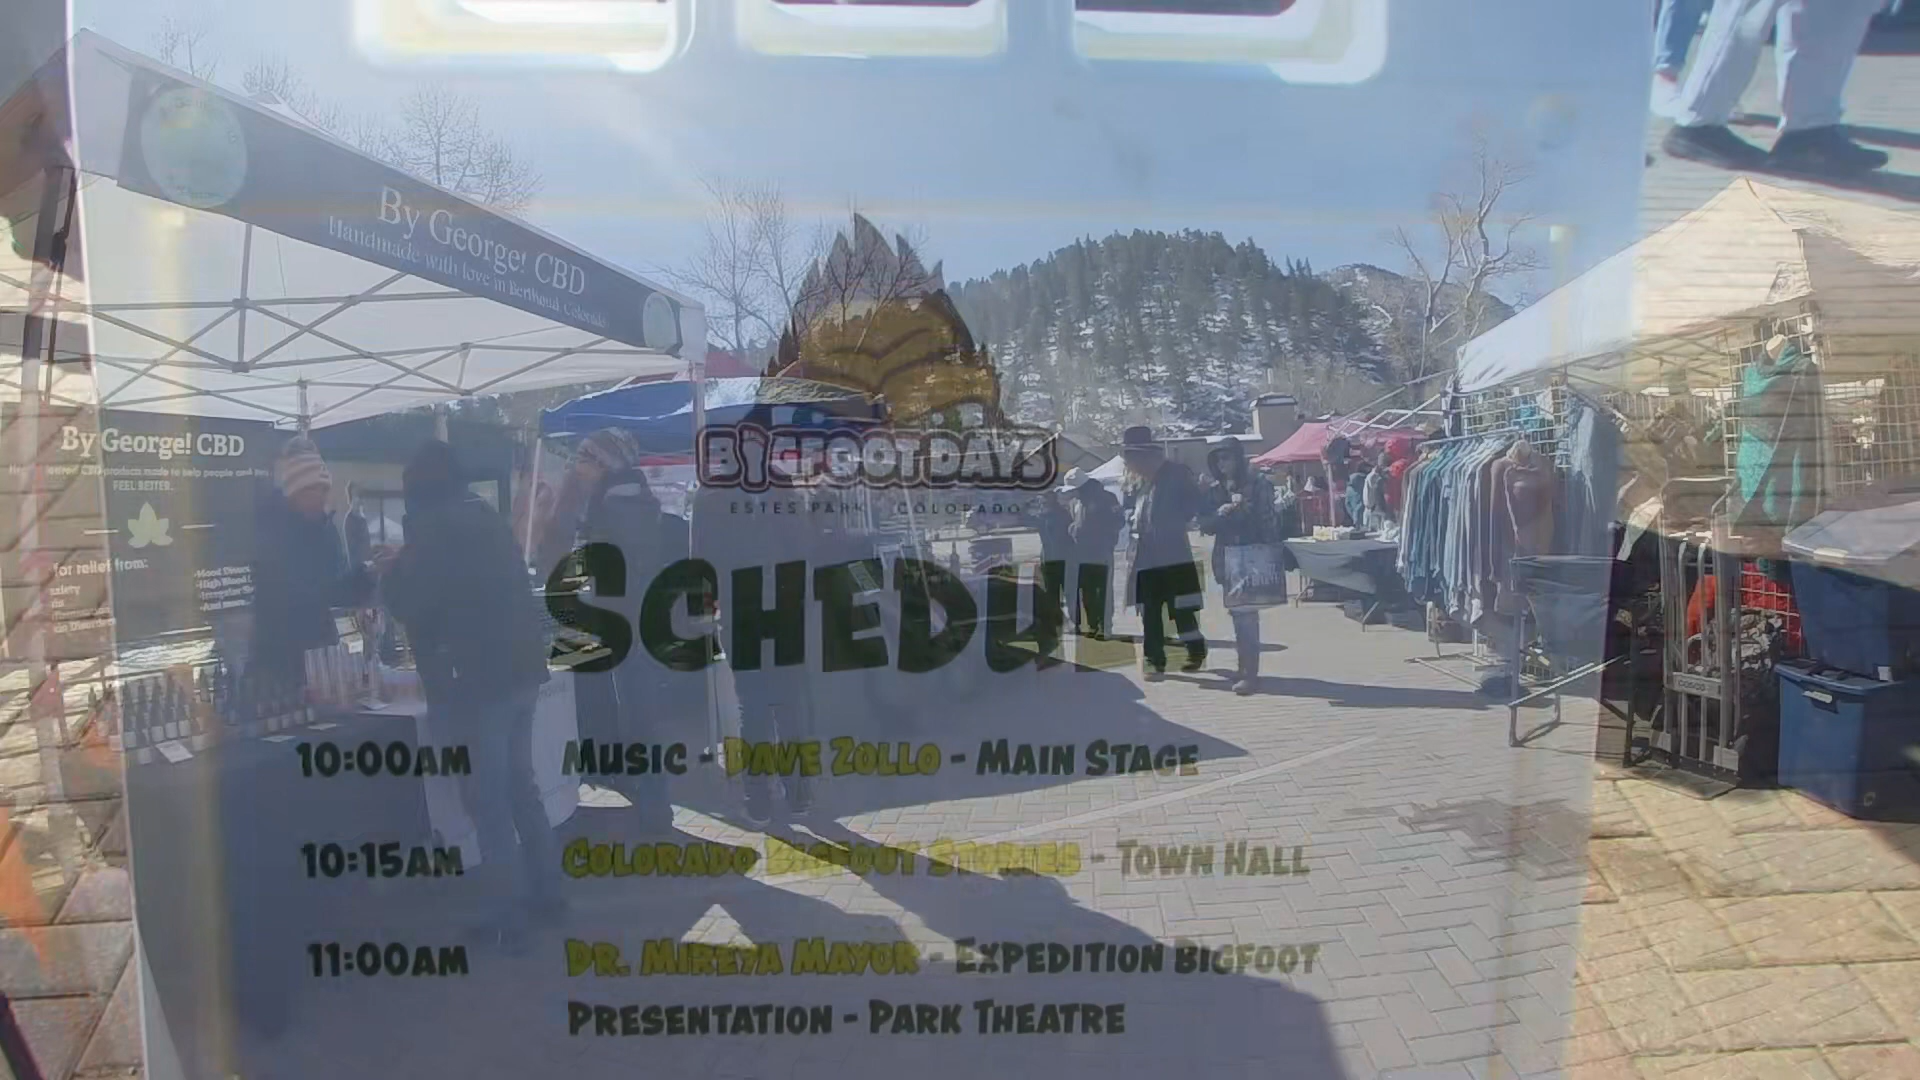 By George! CBD
Handmade with love in Berthoud Colorado
By George! CBD
FEEL BETTER.
for relief from:
BIGFOOT DAYS
ESTES PARK COLORADO
SCHEDULE
10:00AM MUSIC - DAVE ZOLLO - MAIN STAGE
10:15AM COLORADO BIGFOOT STORIES - TOWN HALL
11:00AM DR. MIREYA MAYOR - EXPEDITION BIGFOOT
PRESENTATION - PARK THEATRE